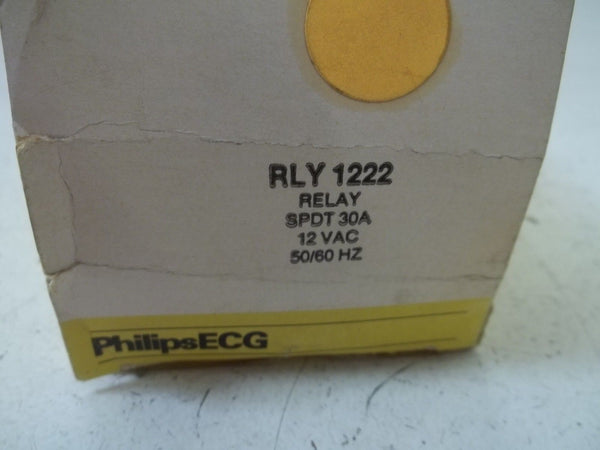 RLY 1222
RELAY
SPDT 30A
12 VAC
50/60 HZ
PhilipsECG